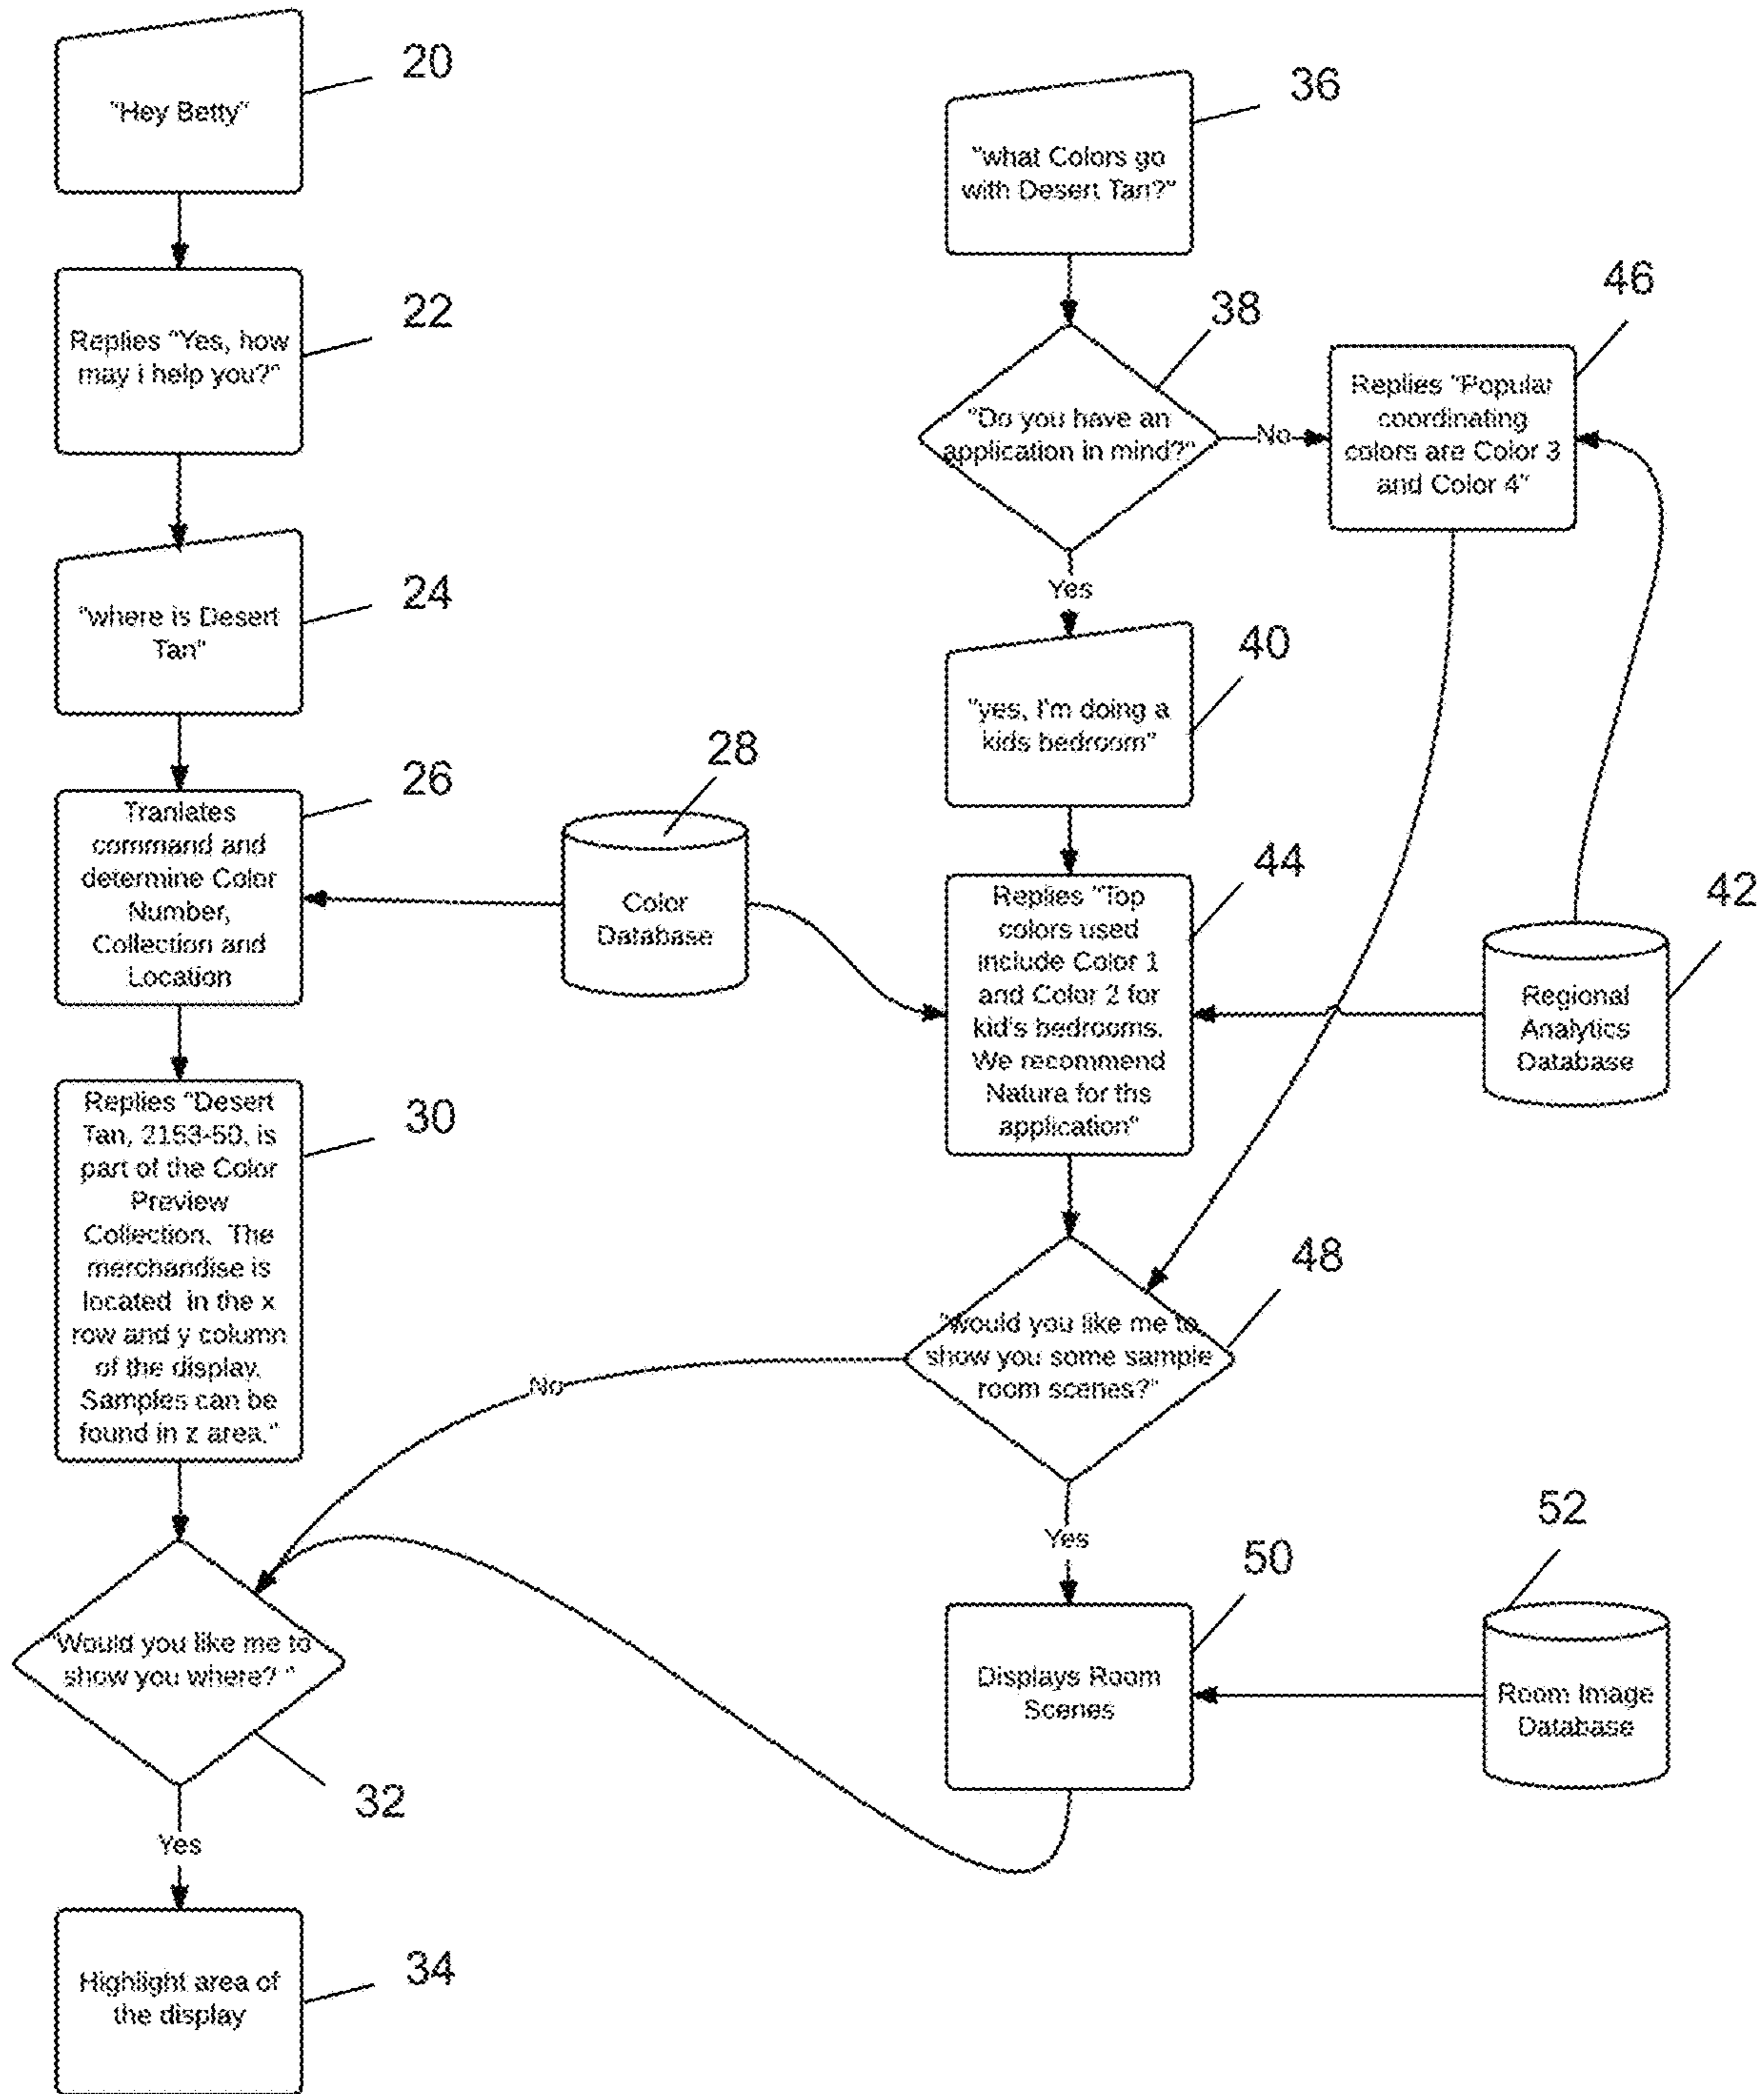 20
"Hey Betty"
22
Replies "Yes, how
may i help you?"
24
"where is Desert
Tan"
26
Tranlates
command and
determine Color
Number,
Collection and
Location
28
Color
Database
30
Replies "Desert
Tan, 2153-50, is
part of the Color
Preview
Collection. The
merchandise is
located in the x
row and y column
of the display.
Samples can be
found in z area."
"Would you like me to
show you where? "
32
Yes
Highlight area of
the display
34
36
"what Colors go
with Desert Tan?"
38
"Do you have an
application in mind?"
No
46
Replies "Popular
coordinating
colors are Color 3
and Color 4"
Yes
40
"yes, I'm doing a
kids bedroom"
44
Replies "Top
colors used
include Color 1
and Color 2 for
kid's bedrooms.
We recommend
Natura for ths
application"
42
Regional
Analytics
Database
48
"would you like me to
show you some sample
room scenes?"
No
Yes
50
Displays Room
Scenes
52
Room Image
Database